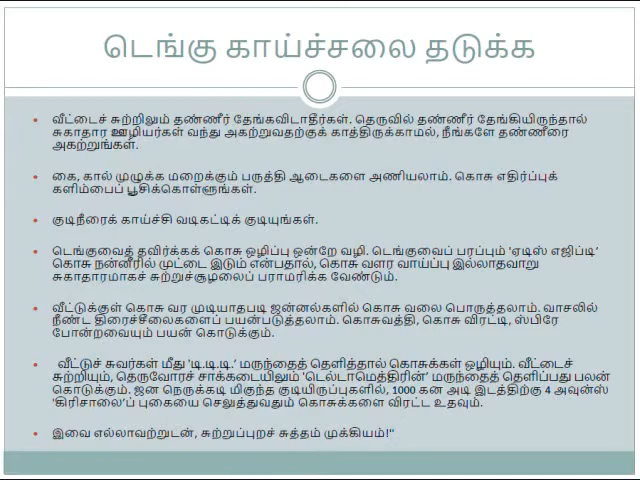 டெங்கு காய்ச்சலை தடுக்க
• வீட்டைச் சுற்றிலும் தண்ணீர் தேங்கவிடாதீர்கள். தெருவில் தண்ணீர் தேங்கியிருந்தால்
சுகாதார ஊழியர்கள் வந்து அகற்றுவதற்குக் காத்திருக்காமல், நீங்களே தண்ணீரை
அகற்றுங்கள்.
• கை, கால் முழுக்க மறைக்கும் பருத்தி ஆடைகளை அணியலாம். கொசு எதிர்ப்புக்
களிம்பைப் பூசிக்கொள்ளுங்கள்.
• குடிநீரைக் காய்ச்சி வடிகட்டிக் குடியுங்கள்.
• டெங்குவைத் தவிர்க்கக் கொசு ஒழிப்பு ஒன்றே வழி. டெங்குவைப் பரப்பும் 'ஏடிஸ் எஜிப்டி’
கொசு நன்னீரில் முட்டை இடும் என்பதால், கொசு வளர வாய்ப்பு இல்லாதவாறு
சுகாதாரமாகச் சுற்றுச்சூழலைப் பராமரிக்க வேண்டும்.
• வீட்டுக்குள் கொசு வர முடியாதபடி ஜன்னல்களில் கொசு வலை பொருத்தலாம். வாசலில்
நீண்ட திரைச்சீலைகளைப் பயன்படுத்தலாம். கொசுவத்தி, கொசு விரட்டி, ஸ்பிரே
போன்றவையும் பயன் கொடுக்கும்.
• வீட்டுச் சுவர்கள் மீது 'டி.டி.டி.’ மருந்தைத் தெளித்தால் கொசுக்கள் ஒழியும். வீட்டைச்
சுற்றியும், தெருவோரச் சாக்கடையிலும் 'டெல்டாமெத்திரின்’ மருந்தைத் தெளிப்பது பலன்
கொடுக்கும். ஜன நெருக்கடி மிகுந்த குடியிருப்புகளில், 1000 கன அடி இடத்திற்கு 4 அவுன்ஸ்
'கிரிசாலை’ப் புகையை செலுத்துவதும் கொசுக்களை விரட்ட உதவும்.
• இவை எல்லாவற்றுடன், சுற்றுப்புறச் சுத்தம் முக்கியம்!"